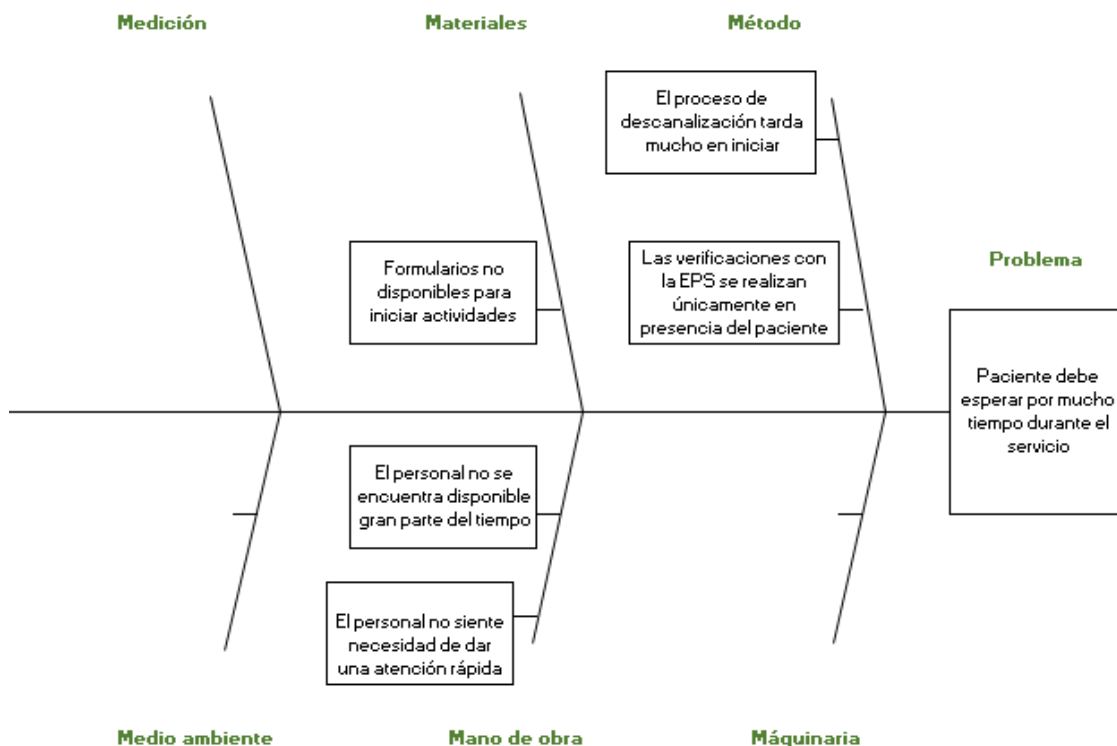 Medición
Materiales
Método
El proceso de
descanalización tarda
mucho en iniciar
Formularios no
disponibles para
iniciar actividades
Las verificaciones con
la EPS se realizan
únicamente en
presencia del paciente
Problema
Paciente debe
esperar por mucho
tiempo durante el
servicio
El personal no se
encuentra disponible
gran parte del tiempo
El personal no siente
necesidad de dar
una atención rápida
Medio ambiente
Mano de obra
Máquinaria